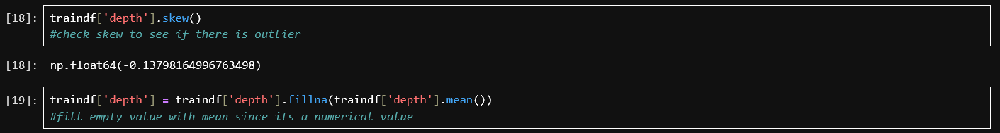 [18]: traindf['depth'].skew()
#check skew to see if there is outlier
[18]: np.float64(-0.13798164996763498)
[19]: traindf['depth'] = traindf['depth'].fillna(traindf['depth'].mean())
#fill empty value with mean since its a numerical value